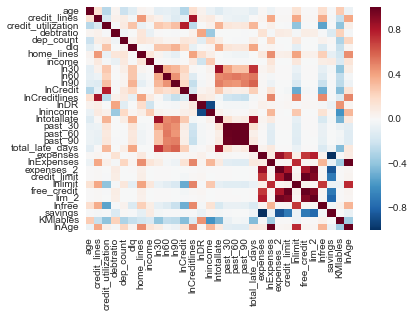 age
credit_lines
credit_utilization
debtratio
dep_count
dlq
home_lines
income
ln30
ln60
ln90
lnCredit
lnCreditlines
lnDR
lnincome
lntotallate
past_30
past_60
past_90
total_late_days
expenses
lnExpenses
expenses_2
credit_limit
lnlimit
free_credit
lim_2
lnfree
savings
KMlables
lnAge
0.8
0.4
0.0
−0.4
−0.8
age
credit_lines
credit_utilization
debtratio
dep_count
dlq
home_lines
income
ln30
ln60
ln90
lnCredit
lnCreditlines
lnDR
lnincome
lntotallate
past_30
past_60
past_90
total_late_days
expenses
lnExpenses
expenses_2
credit_limit
lnlimit
free_credit
lim_2
lnfree
savings
KMlables
lnAge